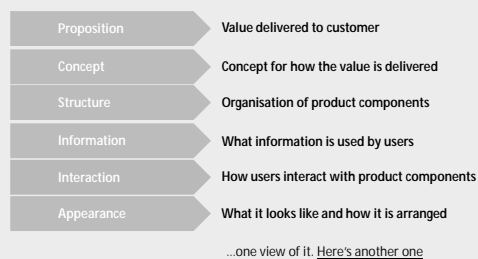 Proposition Value delivered to customer
Concept Concept for how the value is delivered
Structure Organisation of product components
Information What information is used by users
Interaction How users interact with product components
Appearance What it looks like and how it is arranged
...one view of it. Here's another one